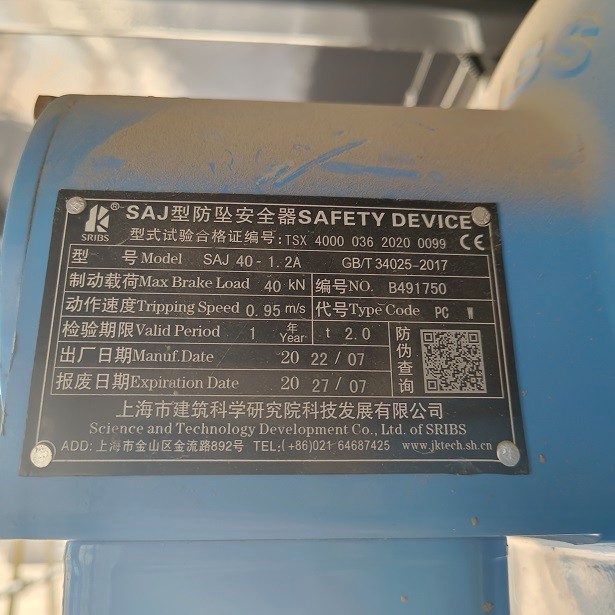 BS
SRIBS ® SAJ型防坠安全器SAFETY DEVICE
型式试验合格证编号:TSX 4000 036 2020 0099 CE
型 号Model SAJ 40-1.2A GB/T 34025-2017
制动载荷Max Brake Load 40 kN 编号NO. B491750
动作速度Tripping Speed 0.95 m/s 代号Type Code PC W
检验期限Valid Period 1 年Year t 2.0
出厂日期Manuf.Date 20 22/07
报废日期Expiration Date 20 27/07
防伪查询
上海市建筑科学研究院科技发展有限公司
Science and Technology Development Co., Ltd. of SRIBS
ADD: 上海市金山区金流路892号 TEL: (+86)021 64687425 www.jktech.sh.cn